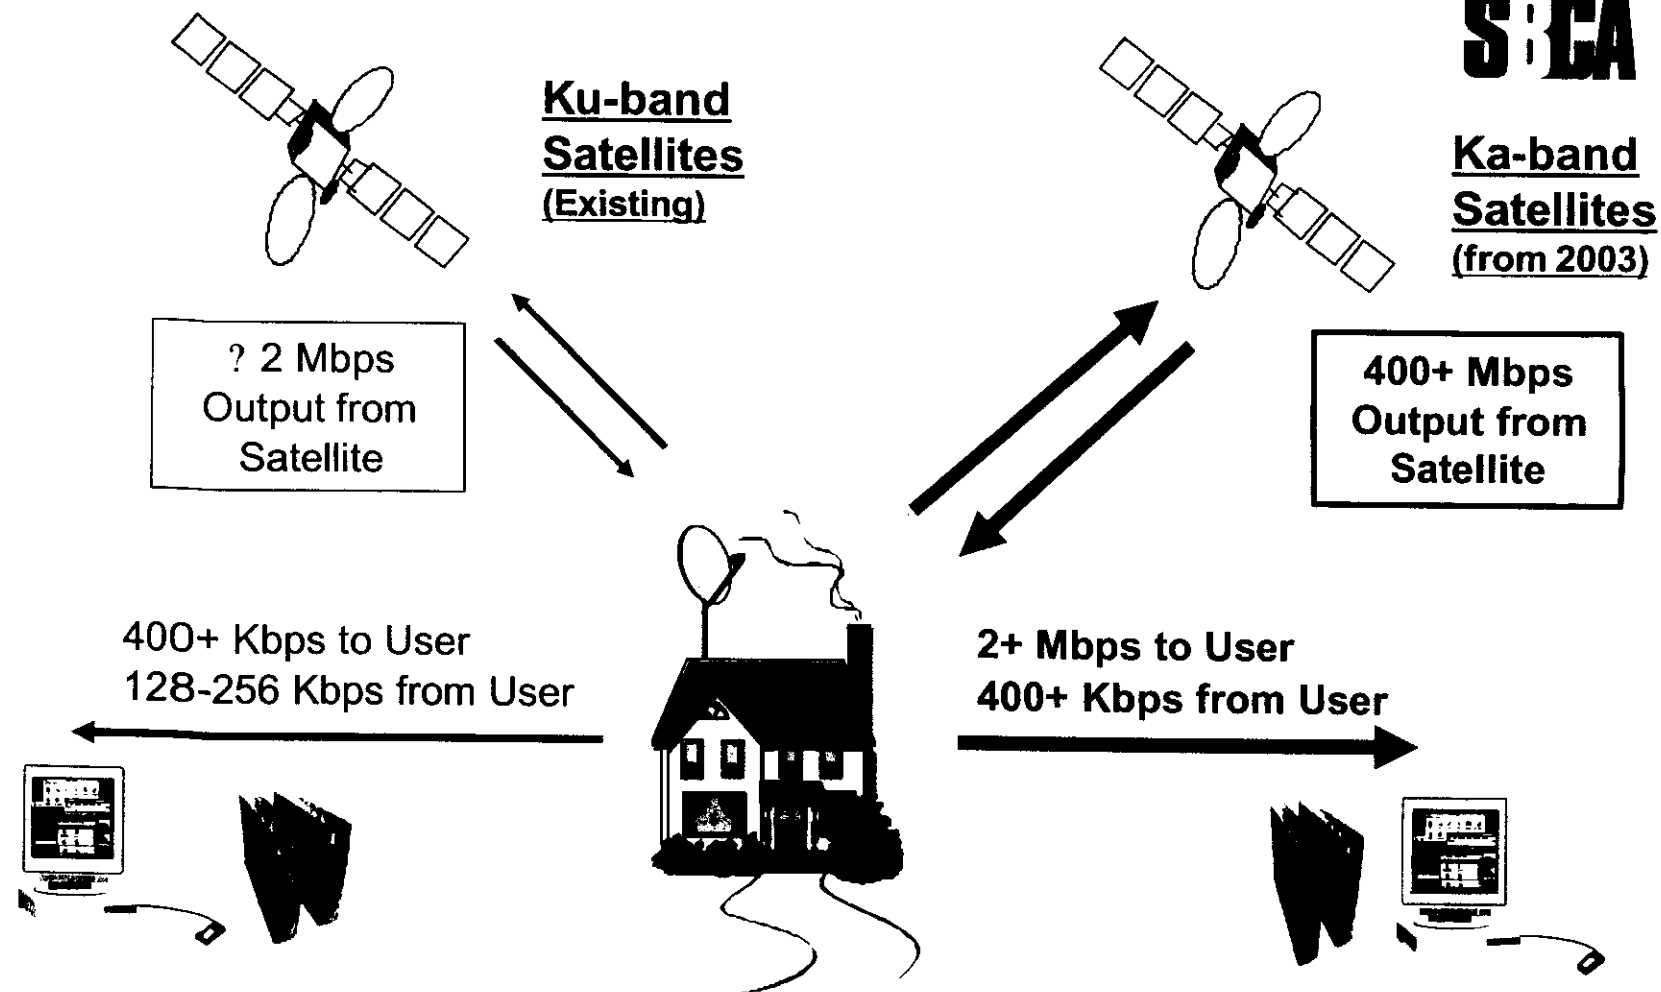 SBCA
Ku-band
Satellites
(Existing)
Ka-band
Satellites
(from 2003)
? 2 Mbps
Output from
Satellite
400+ Mbps
Output from
Satellite
400+ Kbps to User
128-256 Kbps from User
2+ Mbps to User
400+ Kbps from User